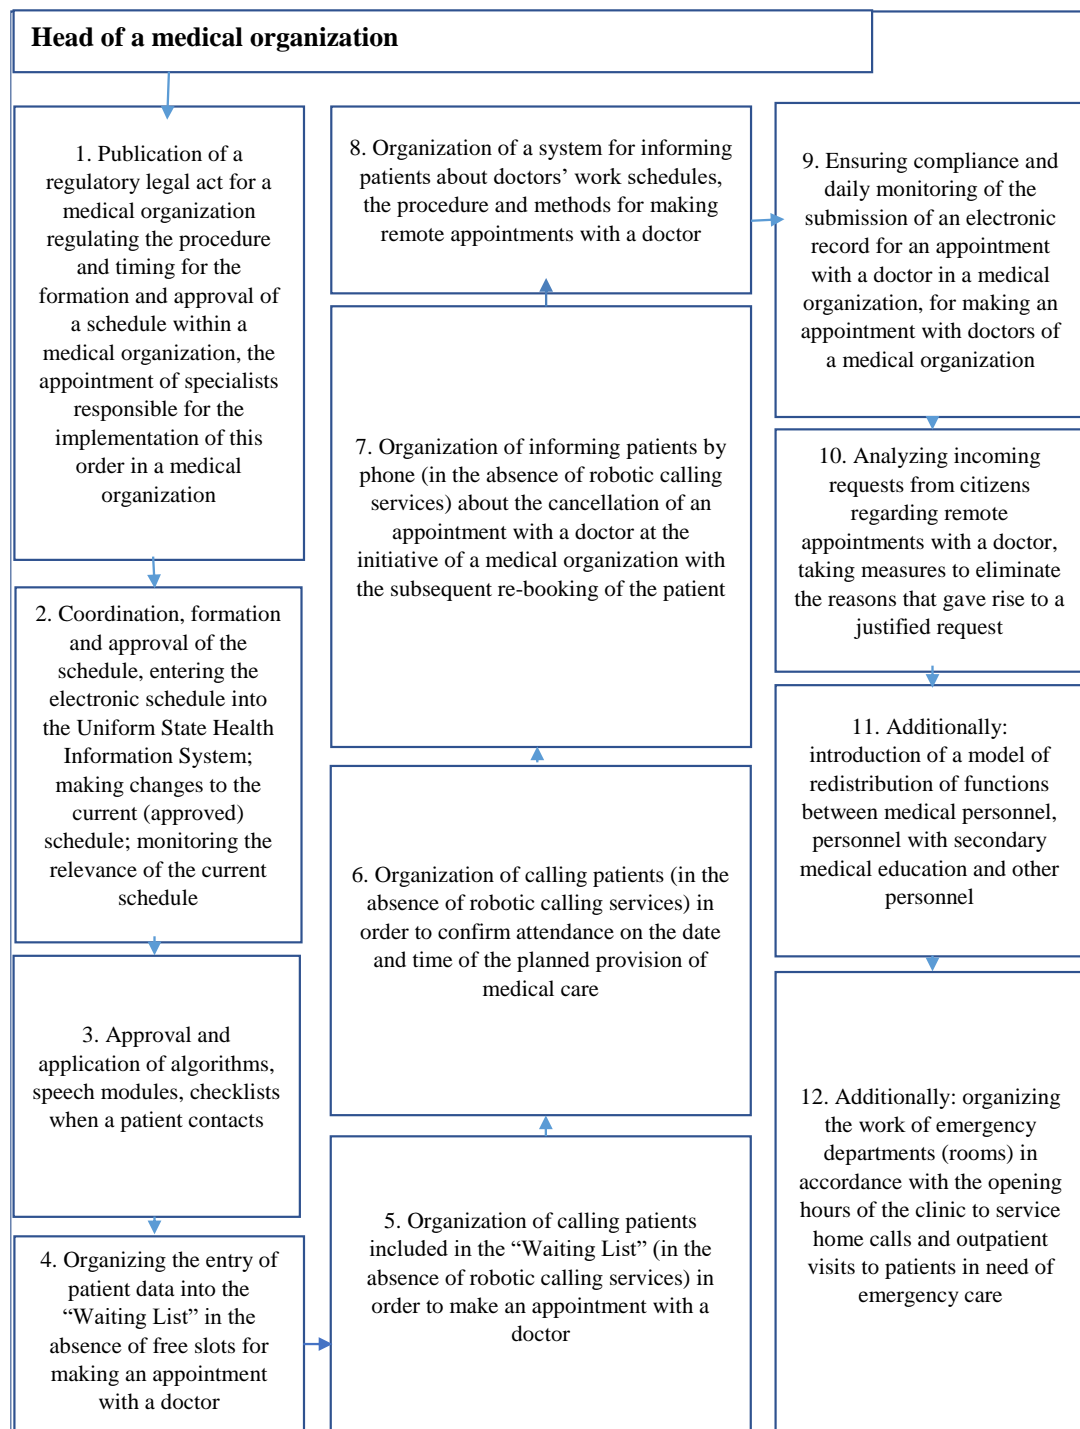 Head of a medical organization
1. Publication of a
regulatory legal act for a
medical organization
regulating the procedure
and timing for the
formation and approval of
a schedule within a
medical organization, the
appointment of specialists
responsible for the
implementation of this
order in a medical
organization
2. Coordination, formation
and approval of the
schedule, entering the
electronic schedule into
the Uniform State Health
Information System;
making changes to the
current (approved)
schedule; monitoring the
relevance of the current
schedule
3. Approval and
application of algorithms,
speech modules, checklists
when a patient contacts
4. Organizing the entry of
patient data into the
“Waiting List” in the
absence of free slots for
making an appointment
with a doctor
5. Organization of calling patients
included in the “Waiting List” (in the
absence of robotic calling services) in
order to make an appointment with a
doctor
6. Organization of calling patients (in the
absence of robotic calling services) in
order to confirm attendance on the date
and time of the planned provision of
medical care
7. Organization of informing patients by
phone (in the absence of robotic calling
services) about the cancellation of an
appointment with a doctor at the
initiative of a medical organization with
the subsequent re-booking of the patient
8. Organization of a system for informing
patients about doctors’ work schedules,
the procedure and methods for making
remote appointments with a doctor
9. Ensuring compliance and
daily monitoring of the
submission of an electronic
record for an appointment
with a doctor in a medical
organization, for making an
appointment with doctors of
a medical organization
10. Analyzing incoming
requests from citizens
regarding remote
appointments with a doctor,
taking measures to eliminate
the reasons that gave rise to a
justified request
11. Additionally:
introduction of a model of
redistribution of functions
between medical personnel,
personnel with secondary
medical education and other
personnel
12. Additionally: organizing
the work of emergency
departments (rooms) in
accordance with the opening
hours of the clinic to service
home calls and outpatient
visits to patients in need of
emergency care